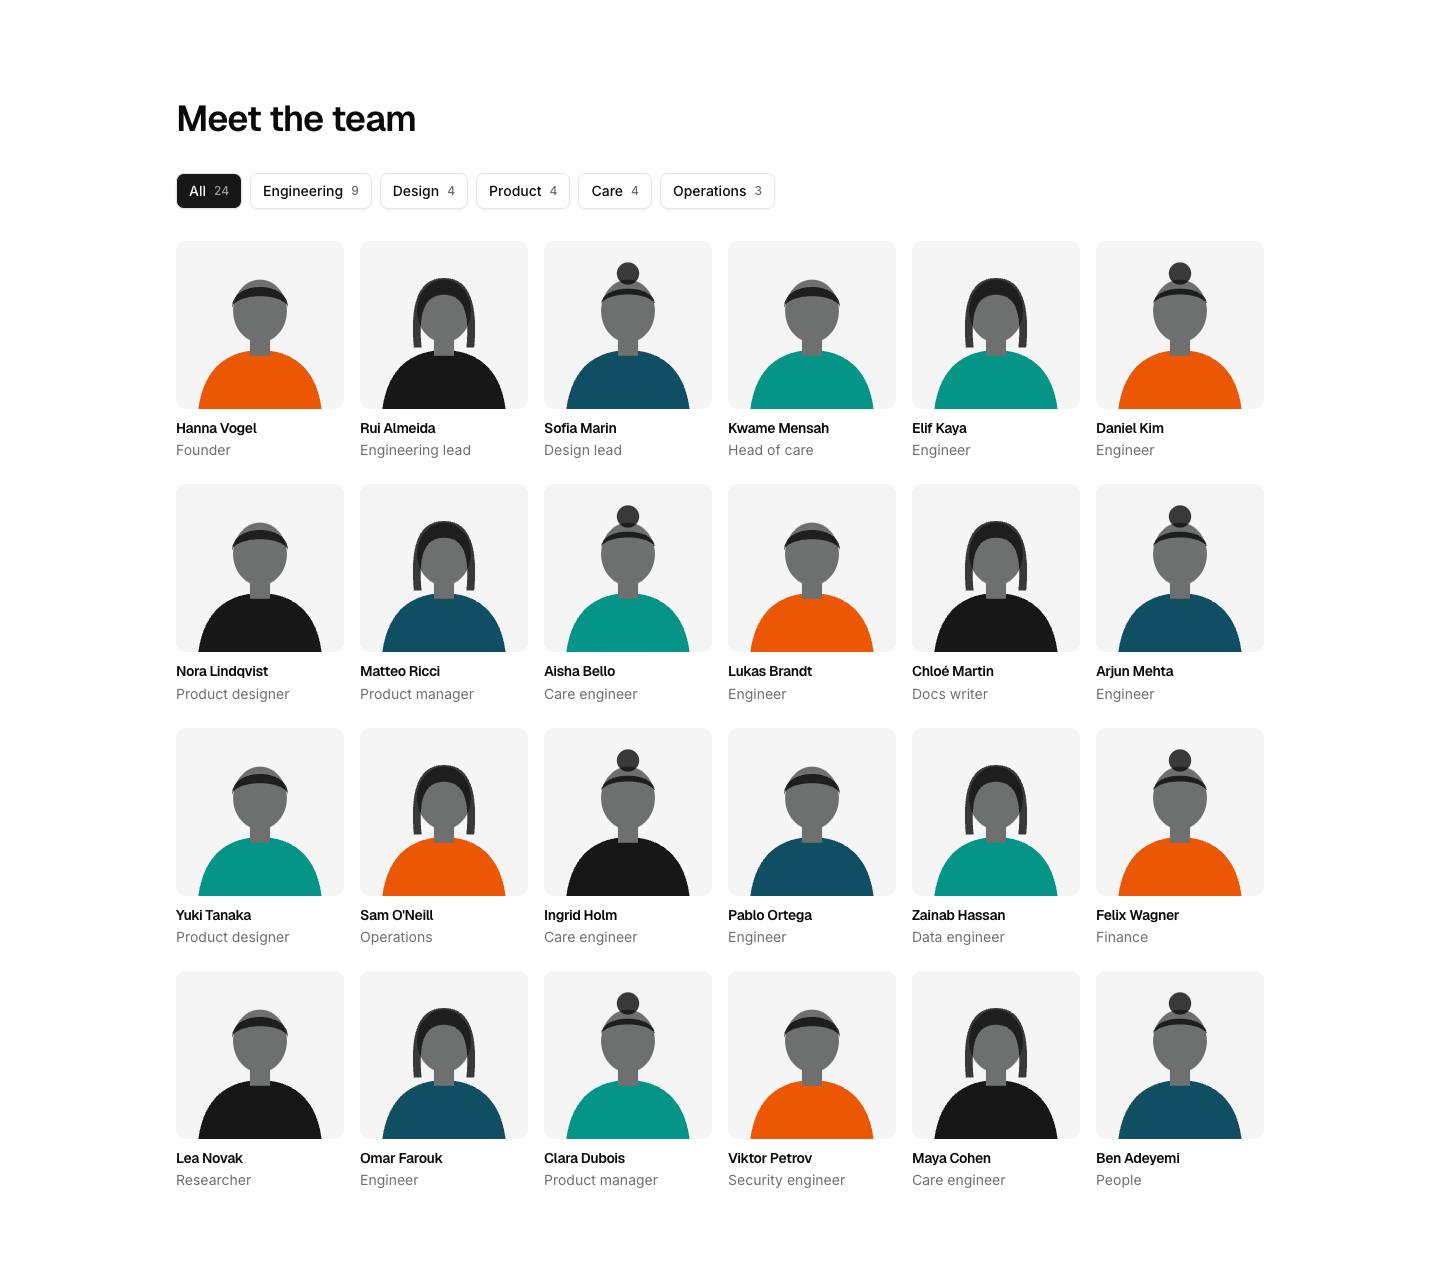 Meet the team
All 24 Engineering 9 Design 4 Product 4 Care 4 Operations 3
Hanna Vogel Rui Almeida Sofia Marin Kwame Mensah Elif Kaya Daniel Kim
Founder Engineering lead Design lead Head of care Engineer Engineer
Nora Lindqvist Matteo Ricci Aisha Bello Lukas Brandt Chloé Martin Arjun Mehta
Product designer Product manager Care engineer Engineer Docs writer Engineer
Yuki Tanaka Sam O'Neill Ingrid Holm Pablo Ortega Zainab Hassan Felix Wagner
Product designer Operations Care engineer Engineer Data engineer Finance
Lea Novak Omar Farouk Clara Dubois Viktor Petrov Maya Cohen Ben Adeyemi
Researcher Engineer Product manager Security engineer Care engineer People